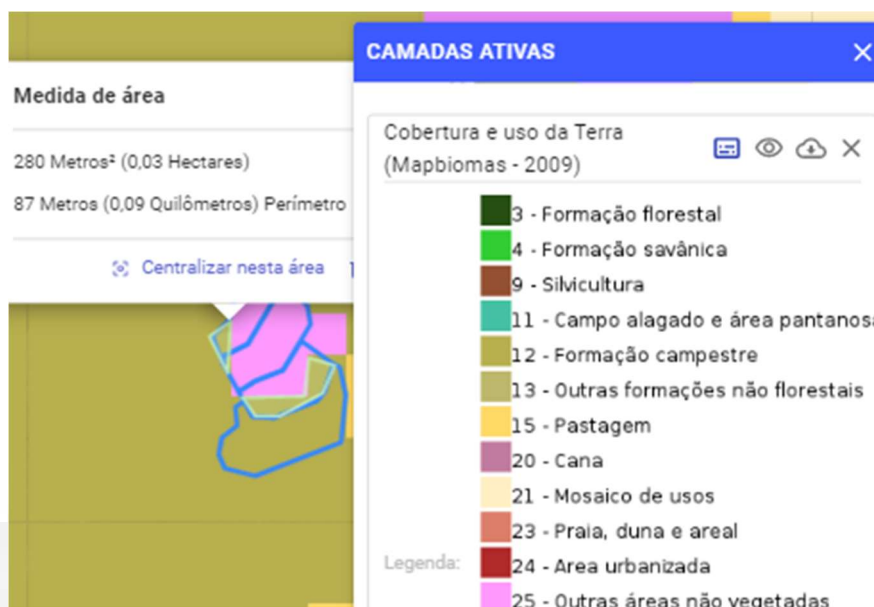 CAMADAS ATIVAS
Medida de área
280 Metros² (0,03 Hectares)
87 Metros (0,09 Quilômetros) Perímetro
Centralizar nesta área
Cobertura e uso da Terra
(Mapbiomas - 2009)
3 - Formação florestal
4 - Formação savânica
9 - Silvicultura
11 - Campo alagado e área pantanosa
12 - Formação campestre
13 - Outras formações não florestais
15 - Pastagem
20 - Cana
21 - Mosaico de usos
23 - Praia, duna e areal
Legenda:
24 - Area urbanizada
25 - Outras áreas não vegetadas